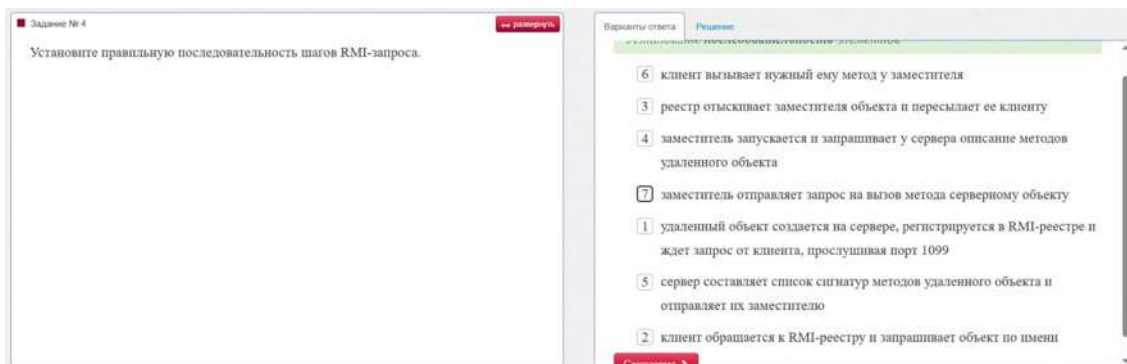 Задание № 4
развернуть
Установите правильную последовательность шагов RMI-запроса.
Варианты ответа
Решение
6 клиент вызывает нужный ему метод у заместителя
3 реестр отыскивает заместителя объекта и пересылает ее клиенту
4 заместитель запускается и запрашивает у сервера описание методов
удаленного объекта
7 заместитель отправляет запрос на вызов метода серверному объекту
1 удаленный объект создается на сервере, регистрируется в RMI-реестре и
ждет запрос от клиента, прослушивая порт 1099
5 сервер составляет список сигнатур методов удаленного объекта и
отправляет их заместителю
2 клиент обращается к RMI-реестру и запрашивает объект по имени